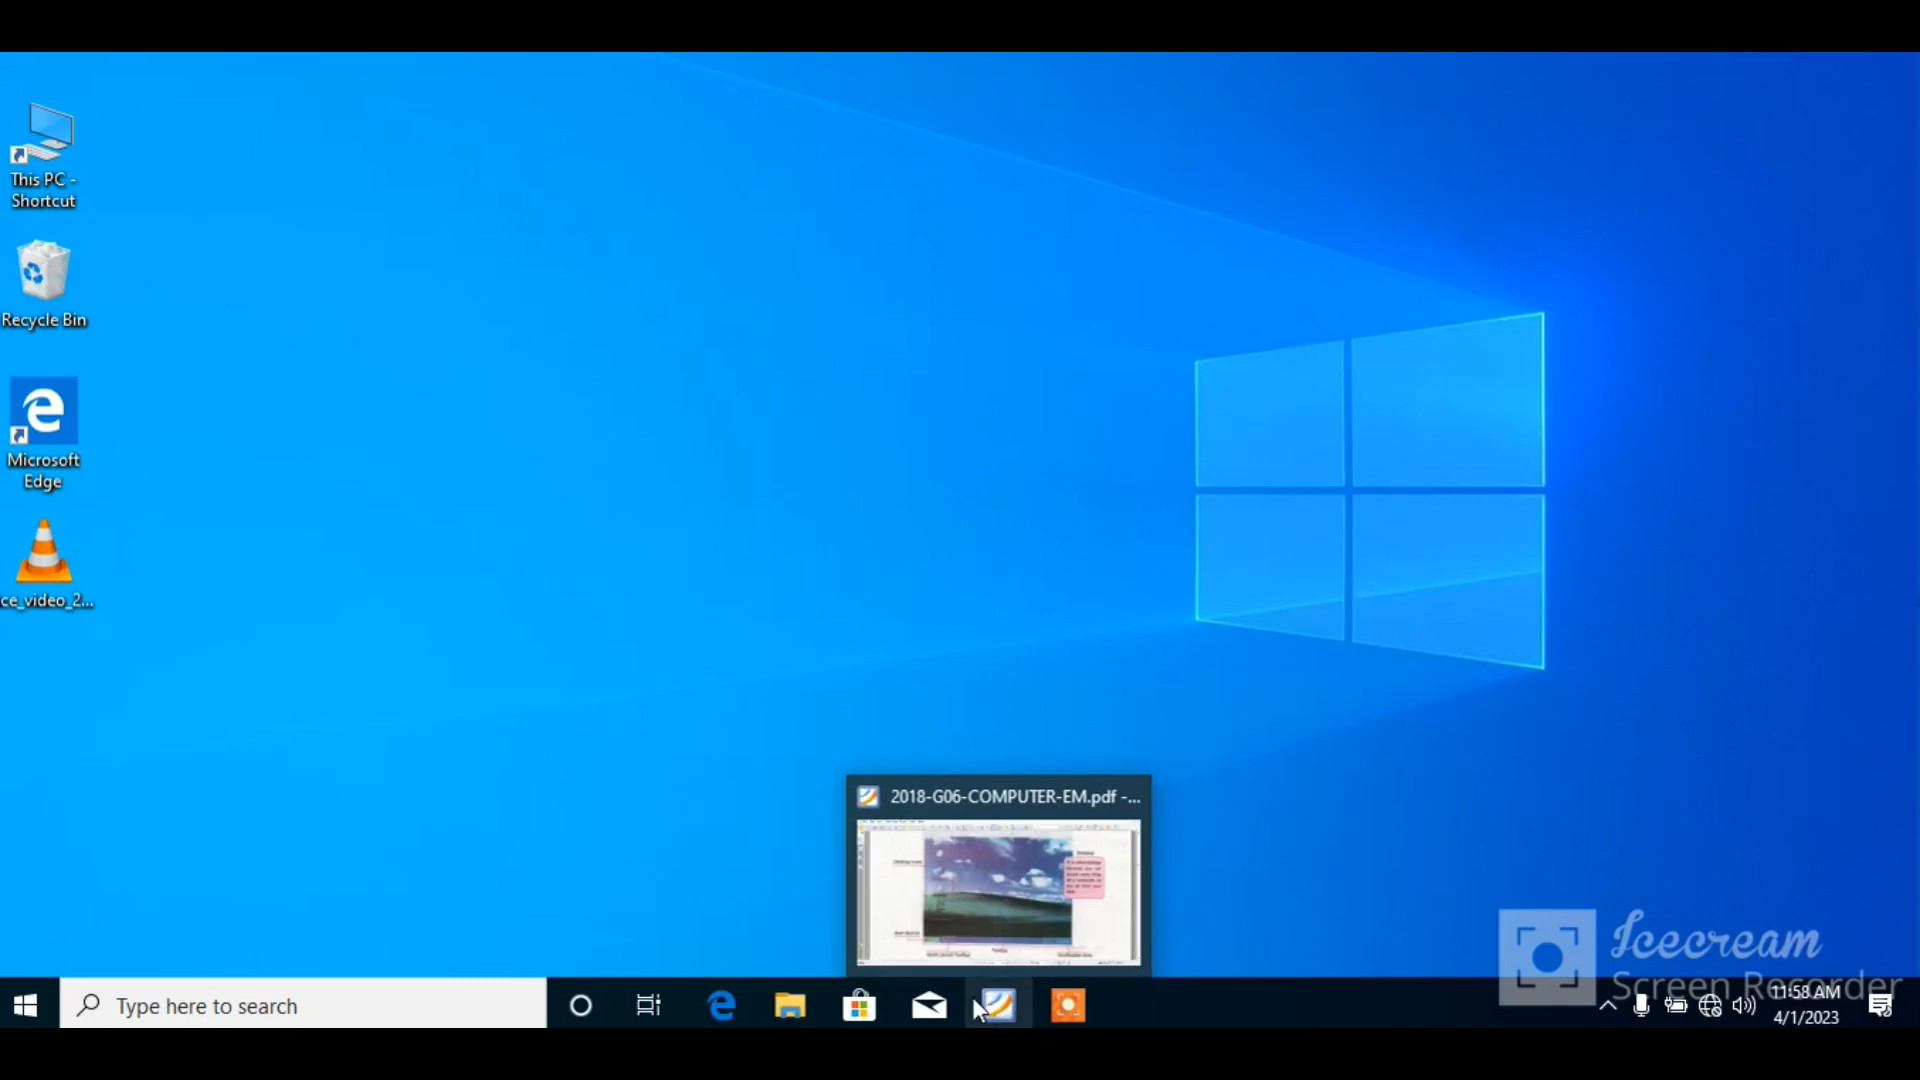 This PC -
Shortcut
Recycle Bin
Microsoft
Edge
ce_video_2...
2018-G06-COMPUTER-EM.pdf -...
Icecream
Screen Recorder
Type here to search
11:58 AM
4/1/2023